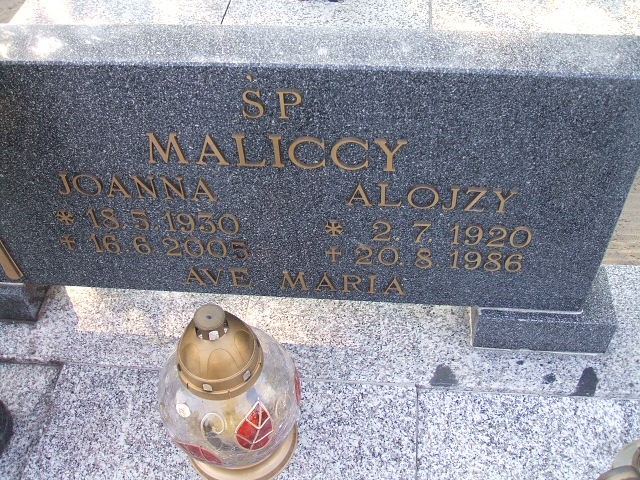 ŚP
MALICCY
JOANNA ALOJZY
* 18.5.1930 * 2.7.1920
+ 16.6.2005 + 20.8.1986
AVE MARIA